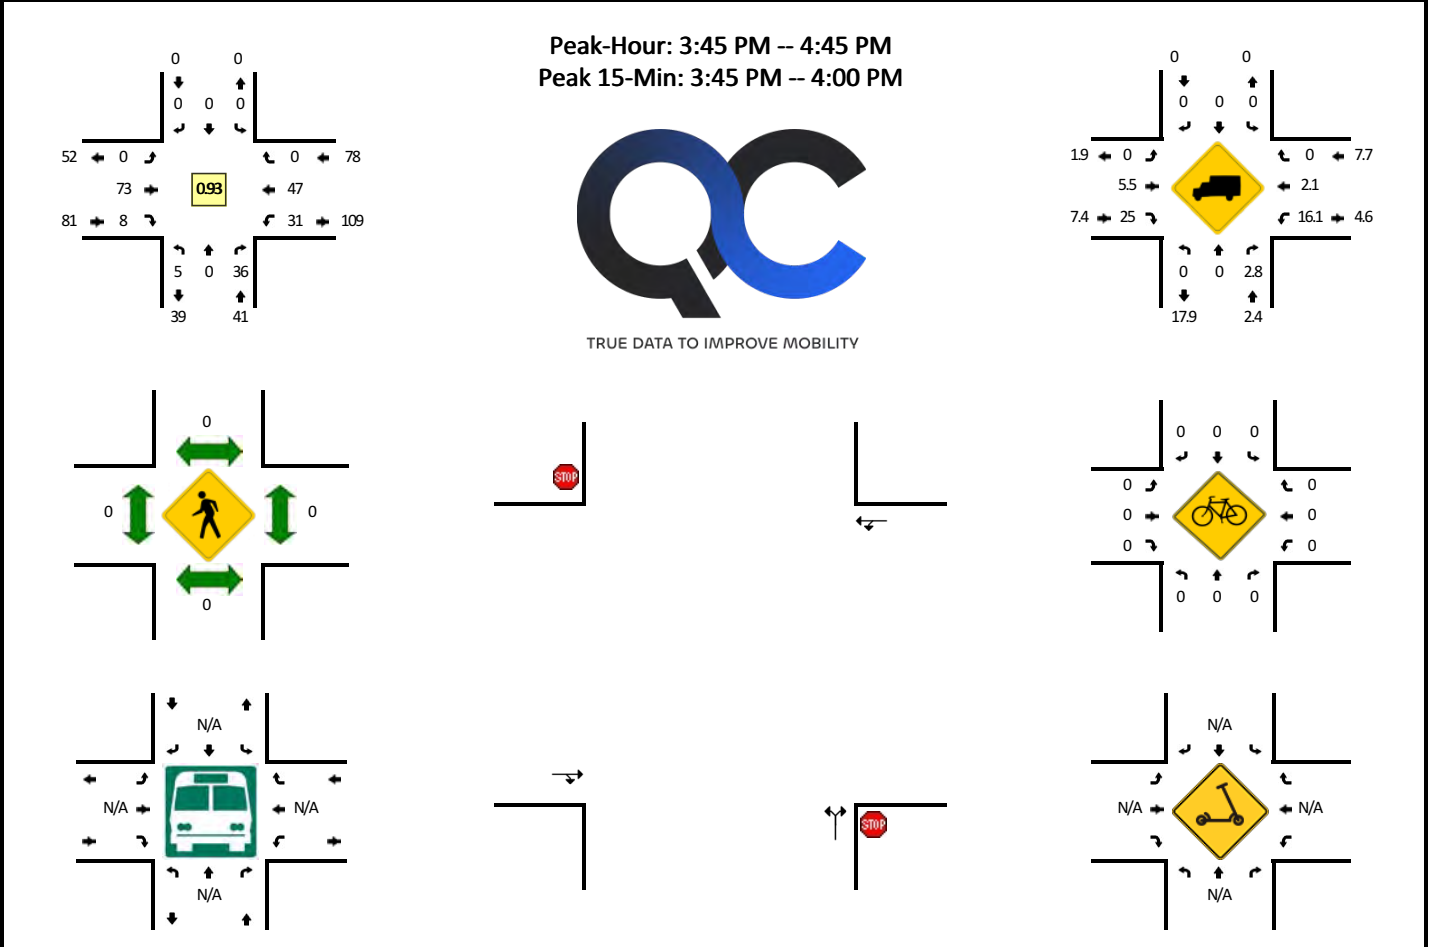 Peak-Hour: 3:45 PM -- 4:45 PM
Peak 15-Min: 3:45 PM -- 4:00 PM
0 0
0 0 0
52 0 0 78
73 0.93 47
81 8 31 109
5 0 36
39 41
QC
TRUE DATA TO IMPROVE MOBILITY
0 0
0 0 0
1.9 0 0 7.7
5.5 2.1
7.4 25 16.1 4.6
0 0 2.8
17.9 2.4
0
0 0
0
STOP
STOP
0 0 0
0 0
0 0
0 0
0 0 0
N/A
N/A N/A
N/A
N/A
N/A N/A
N/A